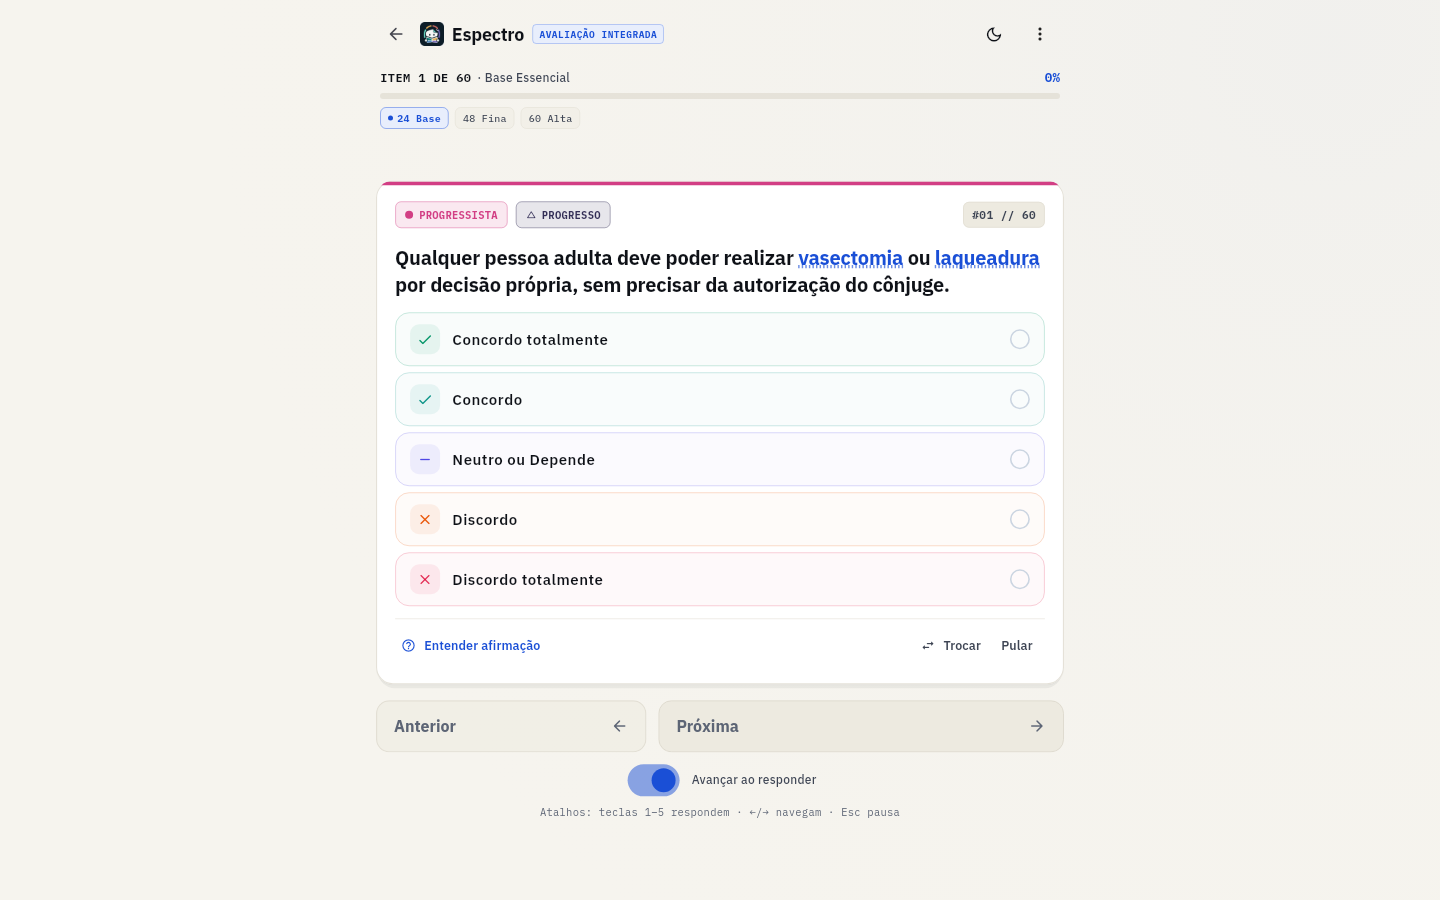 Espectro AVALIAÇÃO INTEGRADA
ITEM 1 DE 60 · Base Essencial 0%
24 Base 48 Fina 60 Alta
PROGRESSISTA PROGRESSO #01 // 60
Qualquer pessoa adulta deve poder realizar vasectomia ou laqueadura
por decisão própria, sem precisar da autorização do cônjuge.
Concordo totalmente
Concordo
Neutro ou Depende
Discordo
Discordo totalmente
Entender afirmação Trocar Pular
Anterior Próxima
Avançar ao responder
Atalhos: teclas 1–5 respondem · ←/→ navegam · Esc pausa